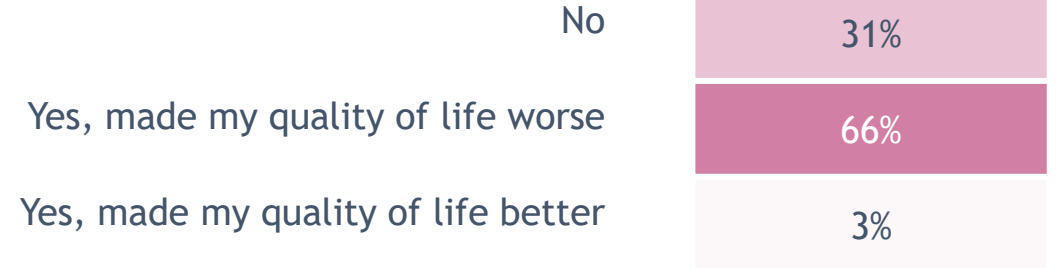 No 31%
Yes, made my quality of life worse 66%
Yes, made my quality of life better 3%